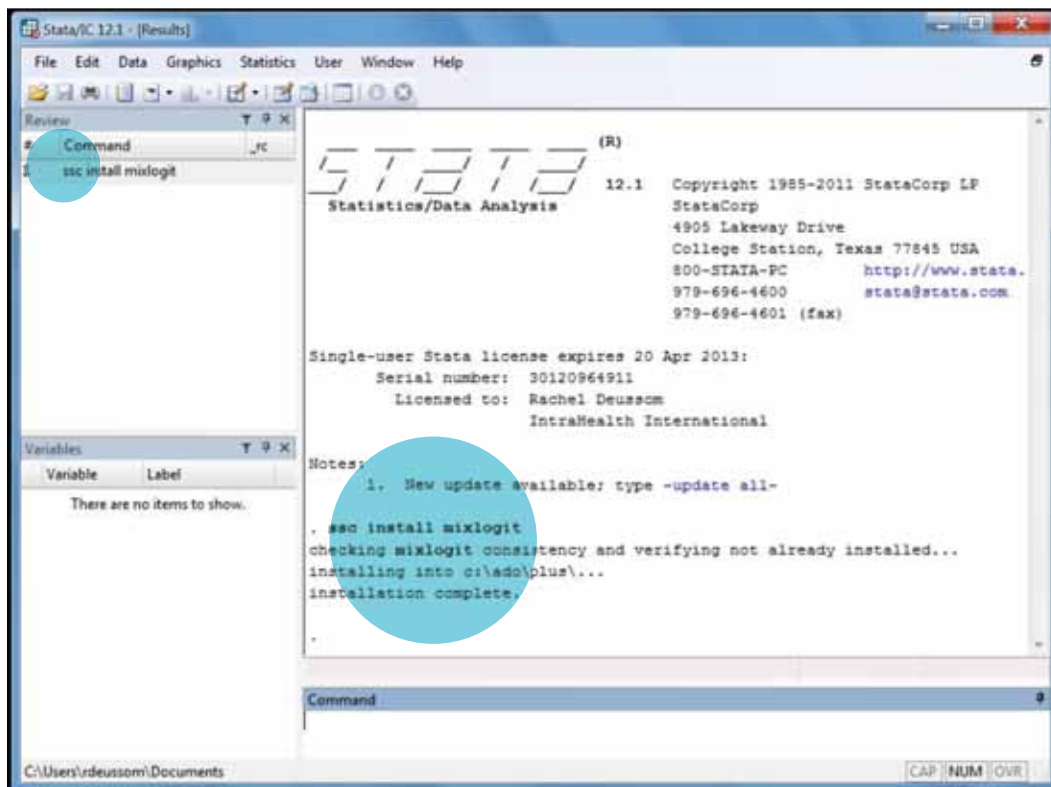 Stata/IC 12.1 - [Results]
File Edit Data Graphics Statistics User Window Help
Review
# Command _rc
1 ssc install mixlogit
Variables
Variable Label
There are no items to show.
(R)
STATA
12.1 Copyright 1985-2011 StataCorp LP
Statistics/Data Analysis StataCorp
4905 Lakeway Drive
College Station, Texas 77845 USA
800-STATA-PC http://www.stata.
979-696-4600 stata@stata.com
979-696-4601 (fax)
Single-user Stata license expires 20 Apr 2013:
Serial number: 30120964911
Licensed to: Rachel Deussom
IntraHealth International
Notes:
1. New update available; type -update all-
. ssc install mixlogit
checking mixlogit consistency and verifying not already installed...
installing into c:\ado\plus\...
installation complete.
.
Command
C:\Users\rdeussom\Documents
CAP NUM OVR